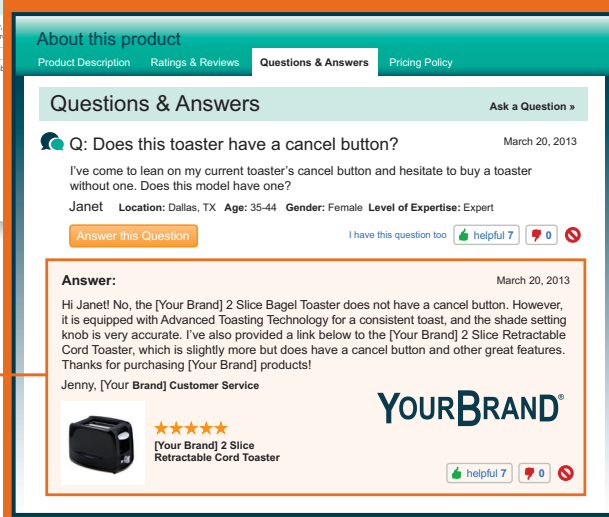 About this product
Product Description Ratings & Reviews Questions & Answers Pricing Policy
Questions & Answers Ask a Question »
Q: Does this toaster have a cancel button? March 20, 2013
I've come to lean on my current toaster's cancel button and hesitate to buy a toaster
without one. Does this model have one?
Janet Location: Dallas, TX Age: 35-44 Gender: Female Level of Expertise: Expert
Answer this Question I have this question too helpful 7 0
Answer: March 20, 2013
Hi Janet! No, the [Your Brand] 2 Slice Bagel Toaster does not have a cancel button. However,
it is equipped with Advanced Toasting Technology for a consistent toast, and the shade setting
knob is very accurate. I've also provided a link below to the [Your Brand] 2 Slice Retractable
Cord Toaster, which is slightly more but does have a cancel button and other great features.
Thanks for purchasing [Your Brand] products!
Jenny, [Your Brand] Customer Service
YOURBRAND®
[Your Brand] 2 Slice
Retractable Cord Toaster
helpful 7 0